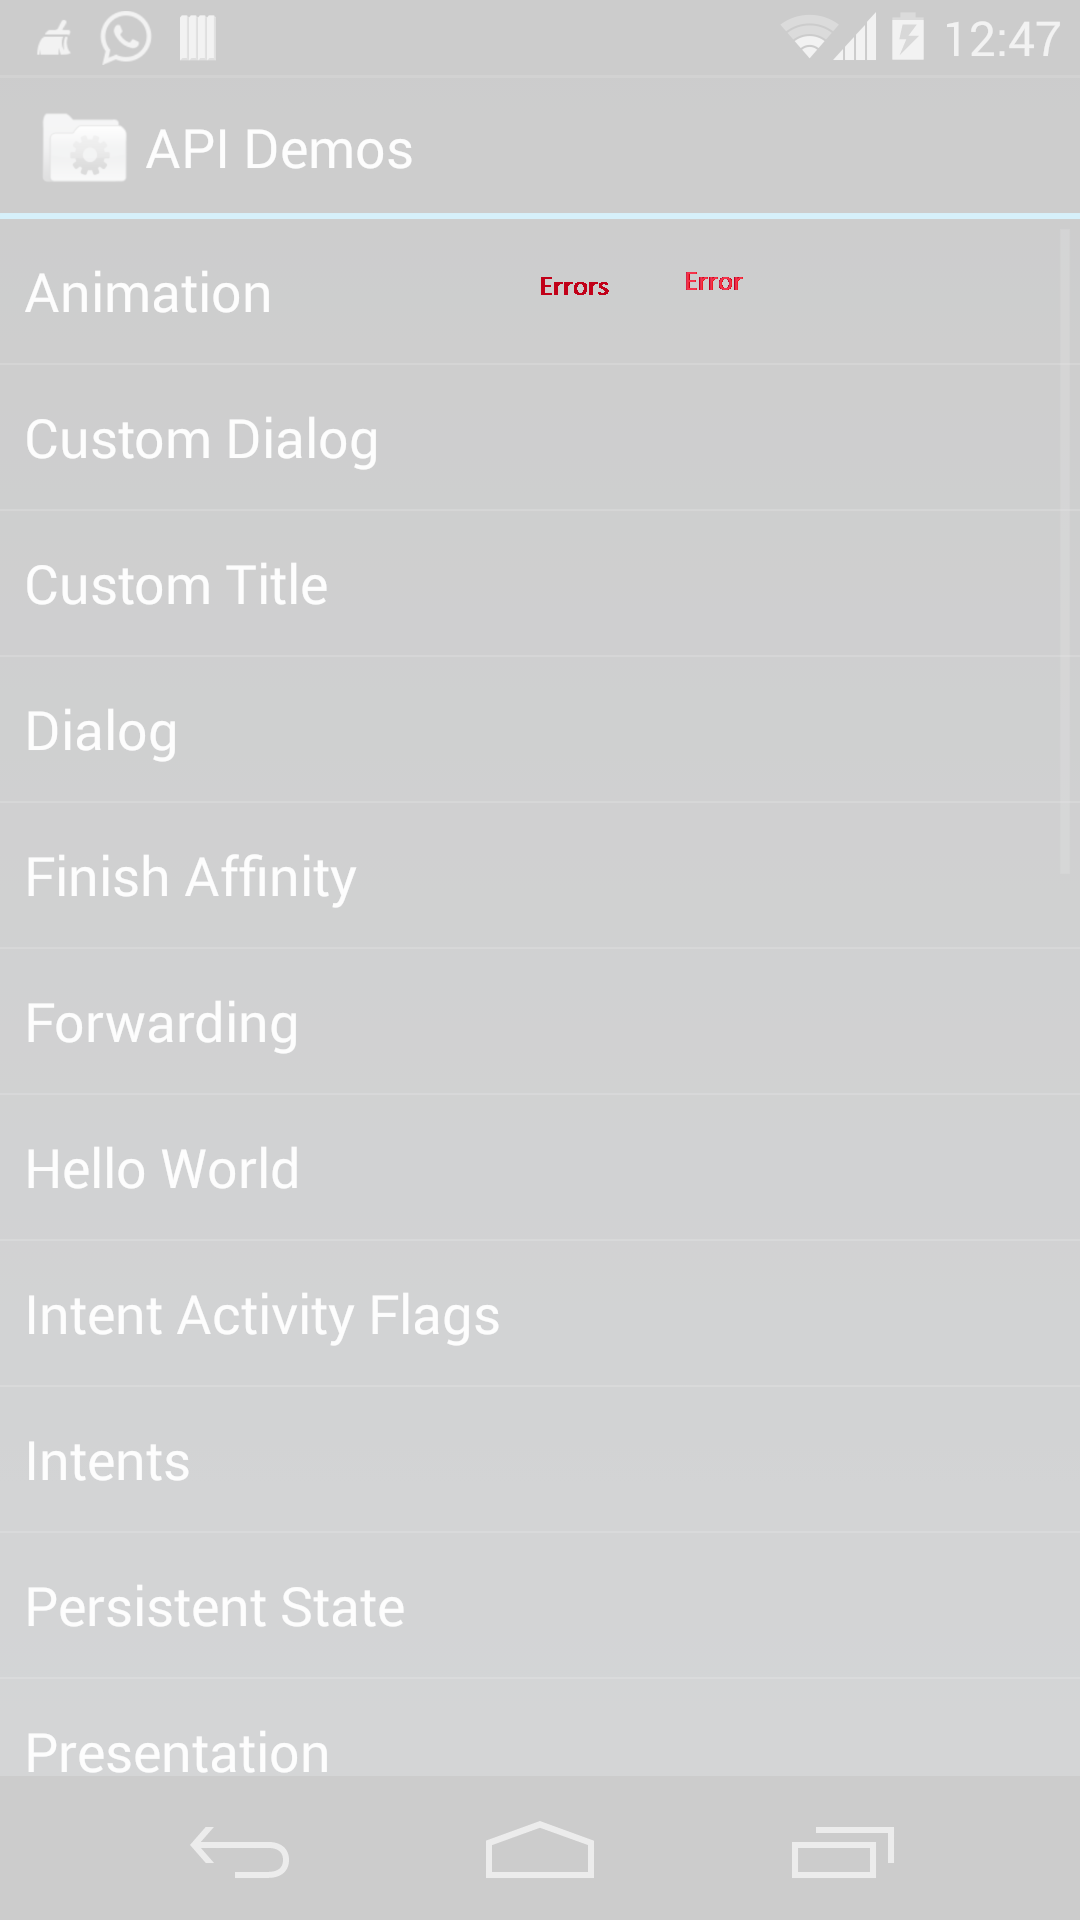 12:47
API Demos
Animation Errors Error
Custom Dialog
Custom Title
Dialog
Finish Affinity
Forwarding
Hello World
Intent Activity Flags
Intents
Persistent State
Presentation